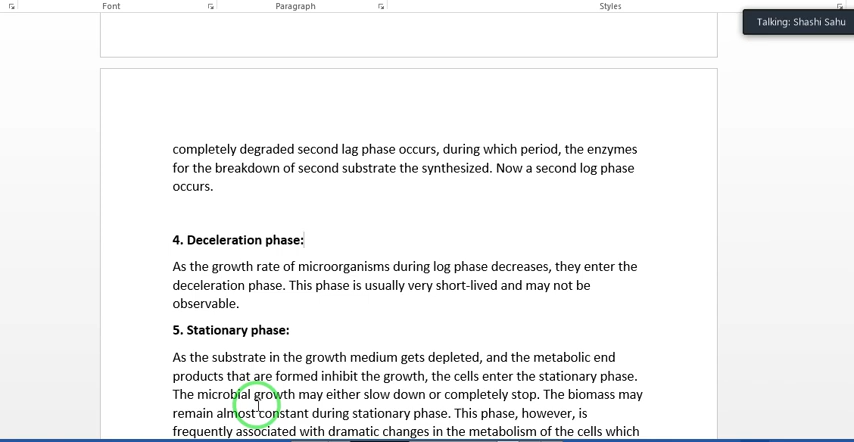 Font Paragraph Styles
Talking: Shashi Sahu
completely degraded second lag phase occurs, during which period, the enzymes
for the breakdown of second substrate the synthesized. Now a second log phase
occurs.
4. Deceleration phase:
As the growth rate of microorganisms during log phase decreases, they enter the
deceleration phase. This phase is usually very short-lived and may not be
observable.
5. Stationary phase:
As the substrate in the growth medium gets depleted, and the metabolic end
products that are formed inhibit the growth, the cells enter the stationary phase.
The microbial growth may either slow down or completely stop. The biomass may
remain almost constant during stationary phase. This phase, however, is
frequently associated with dramatic changes in the metabolism of the cells which